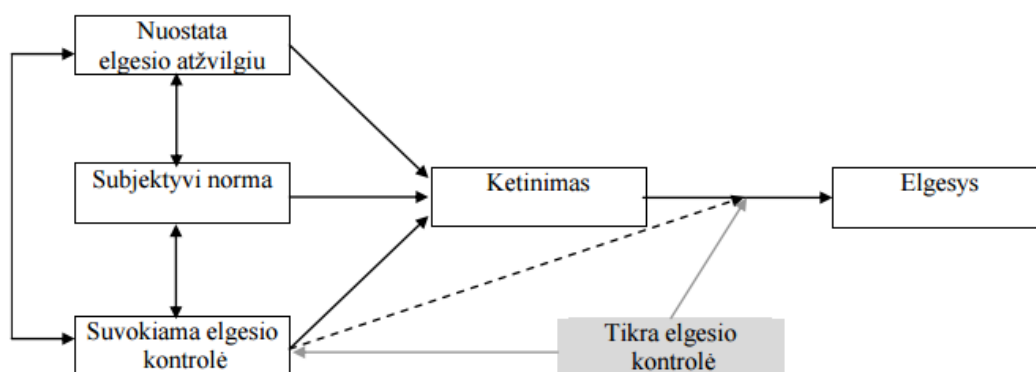 Nuostata
elgesio atžvilgiu
Subjektyvi norma
Ketinimas
Elgesys
Suvokiama elgesio
kontrolė
Tikra elgesio
kontrolė